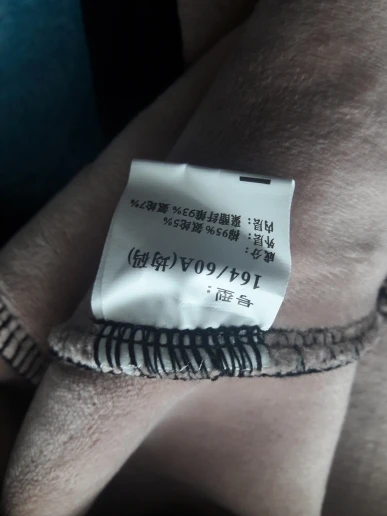 号型：
164/60A(均码)
成分：
外层：棉95% 氨纶5%
内层：聚酯纤维93% 氨纶7%